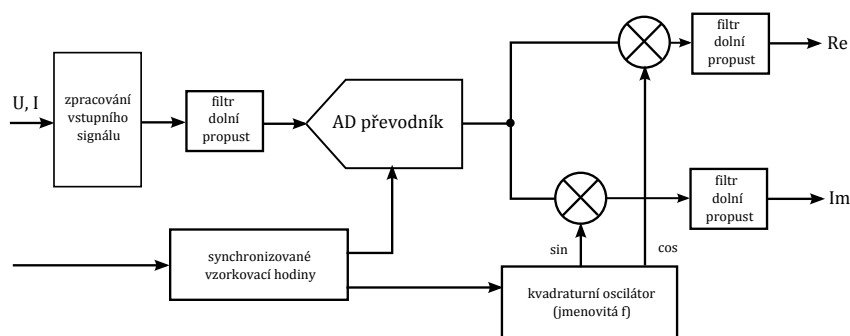 U, I
zpracování
vstupního
signálu
filtr
dolní
propust
AD převodník
filtr
dolní
propust
Re
filtr
dolní
propust
Im
sin
cos
synchronizované
vzorkovací hodiny
kvadraturní oscilátor
(jmenovitá f)